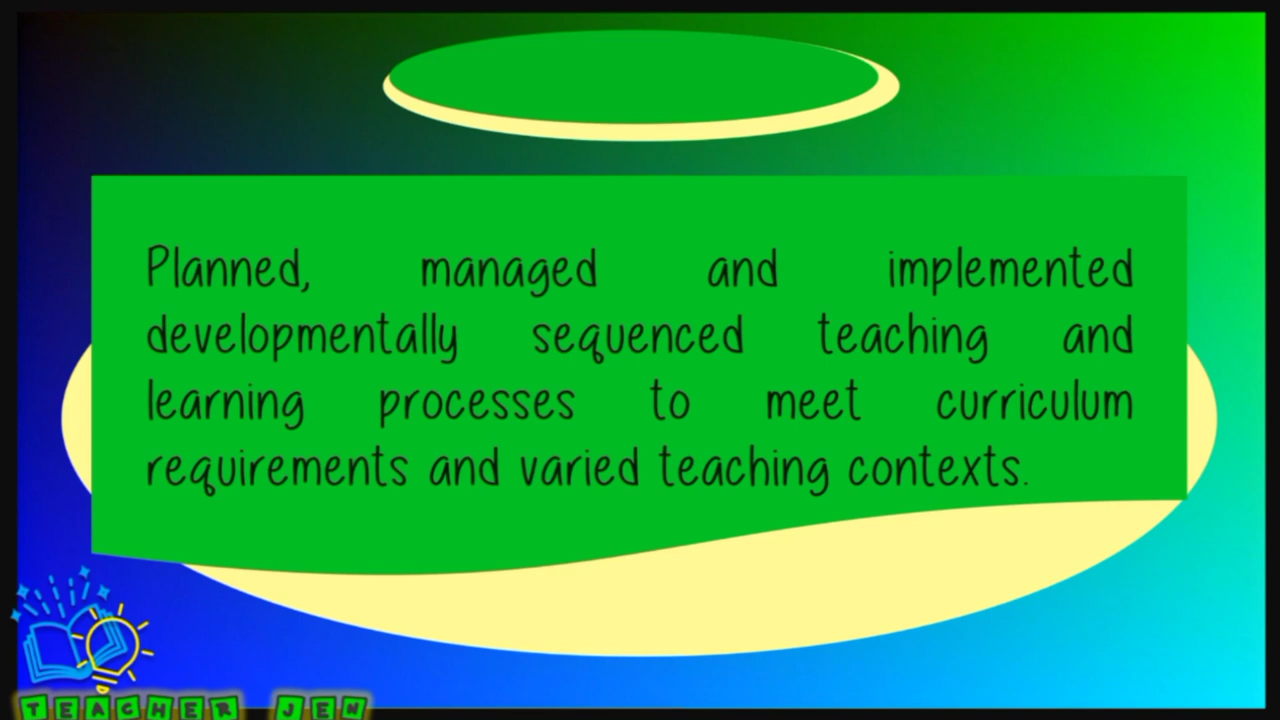 Planned, managed and implemented
developmentally sequenced teaching and
learning processes to meet curriculum
requirements and varied teaching contexts.
TEACHER JEN